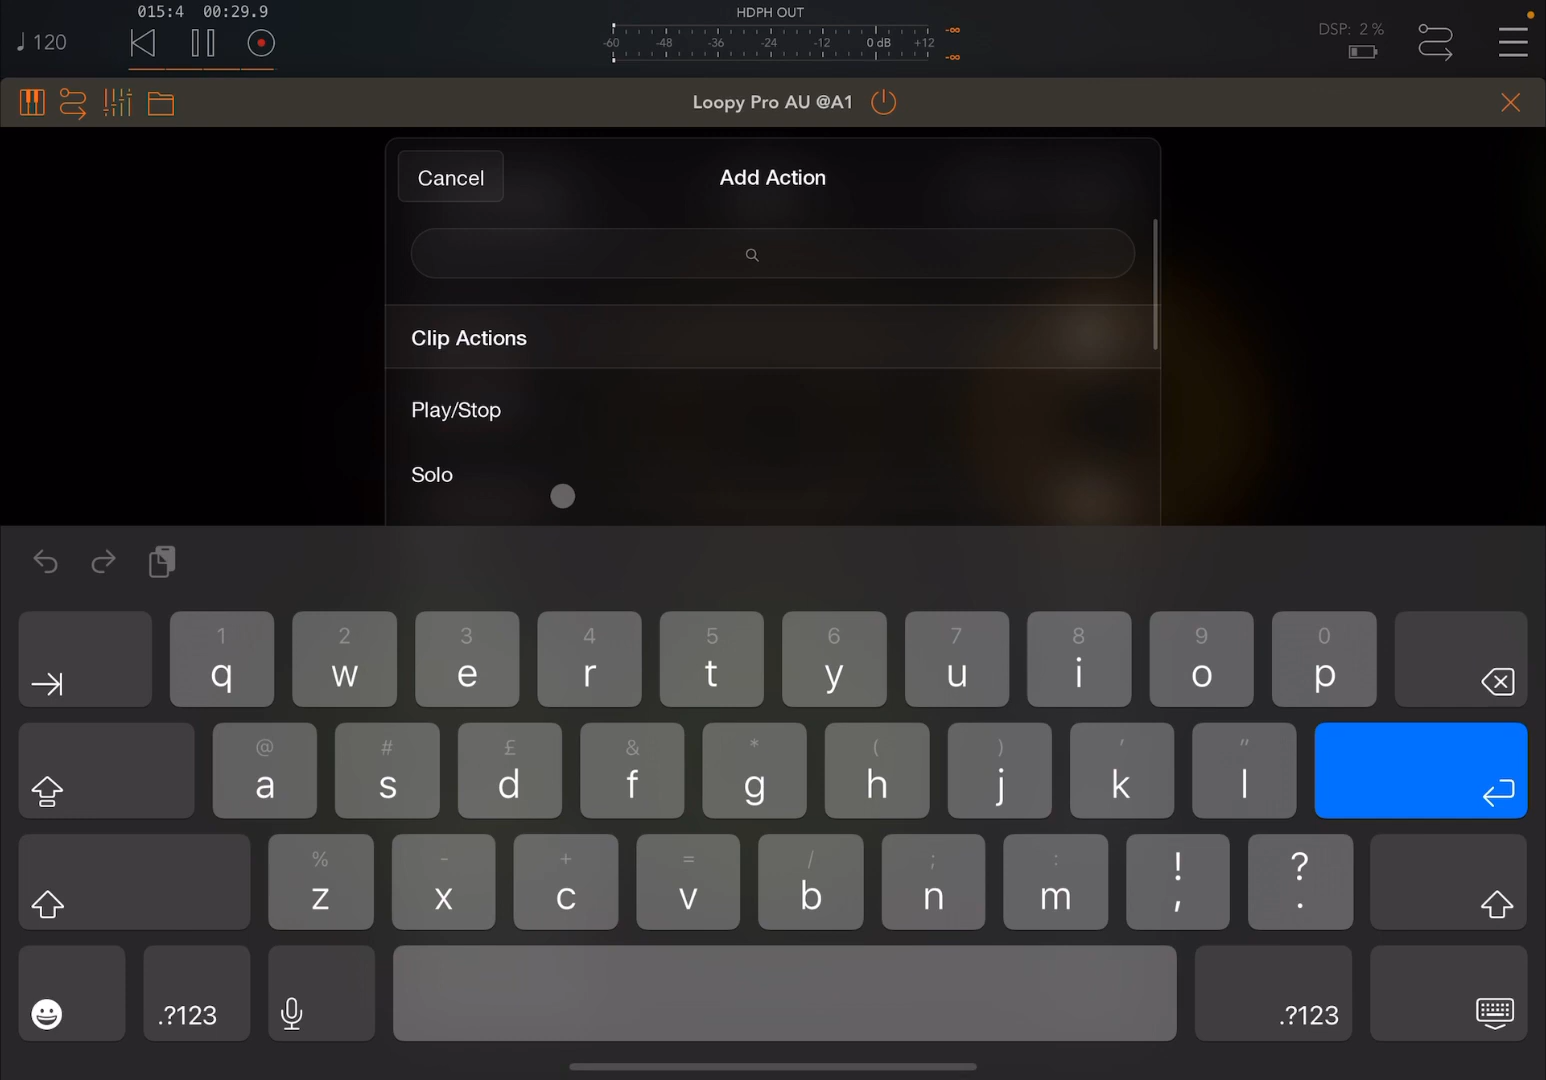 015:4 00:29.9
HDPH OUT
120
-60 -48 -36 -24 -12 0 dB +12
-∞
-∞
DSP: 2 %
Loopy Pro AU @A1
Cancel
Add Action
Clip Actions
Play/Stop
Solo
1 2 3 4 5 6 7 8 9 0
q w e r t y u i o p
@ # £ & * ( ) ' "
a s d f g h j k l
% - + = / ; : ! ?
z x c v b n m , .
.?123 .?123